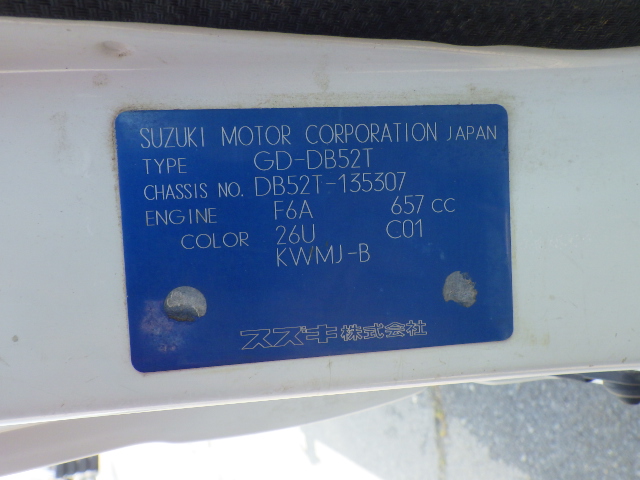 SUZUKI MOTOR CORPORATION JAPAN
TYPE GD-DB52T
CHASSIS NO. DB52T-135307
ENGINE F6A 657 CC
COLOR 26U C01
KWMJ-B
スズキ株式会社